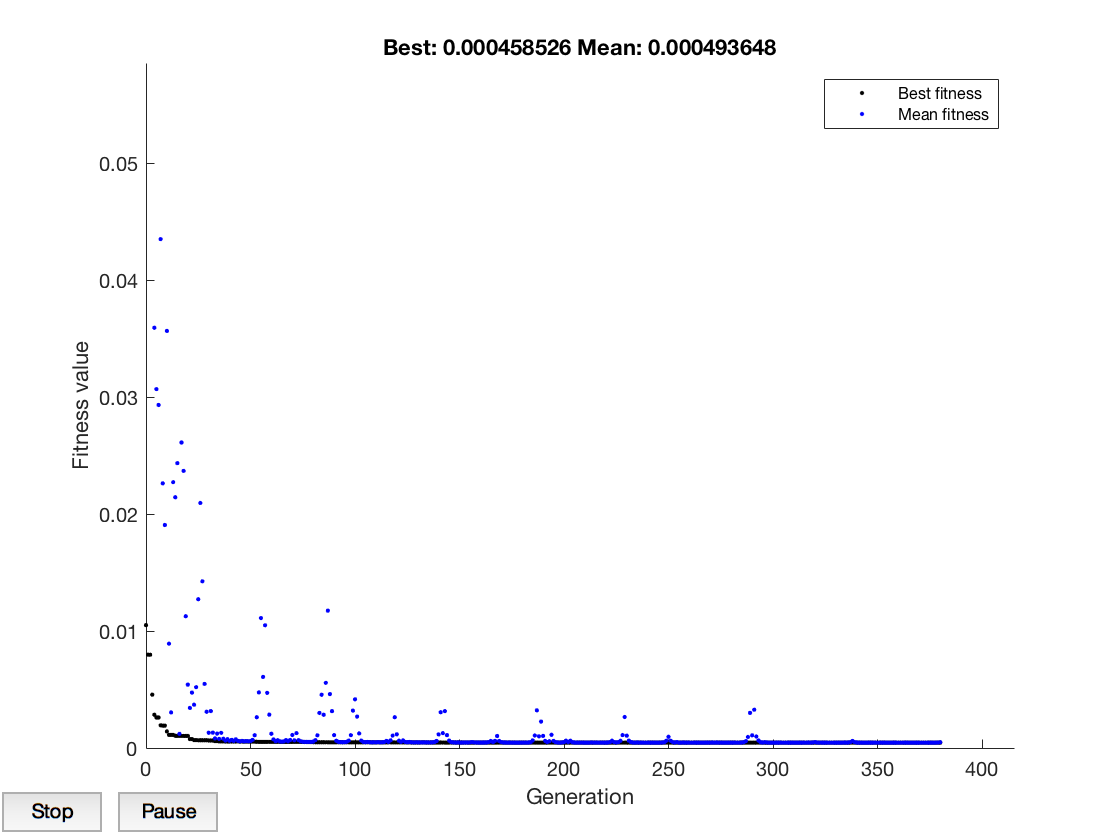 Best: 0.000458526 Mean: 0.000493648
Best fitness
Mean fitness
0.05
0.04
0.03
0.02
0.01
0
Fitness value
0 50 100 150 200 250 300 350 400
Generation
Stop Pause